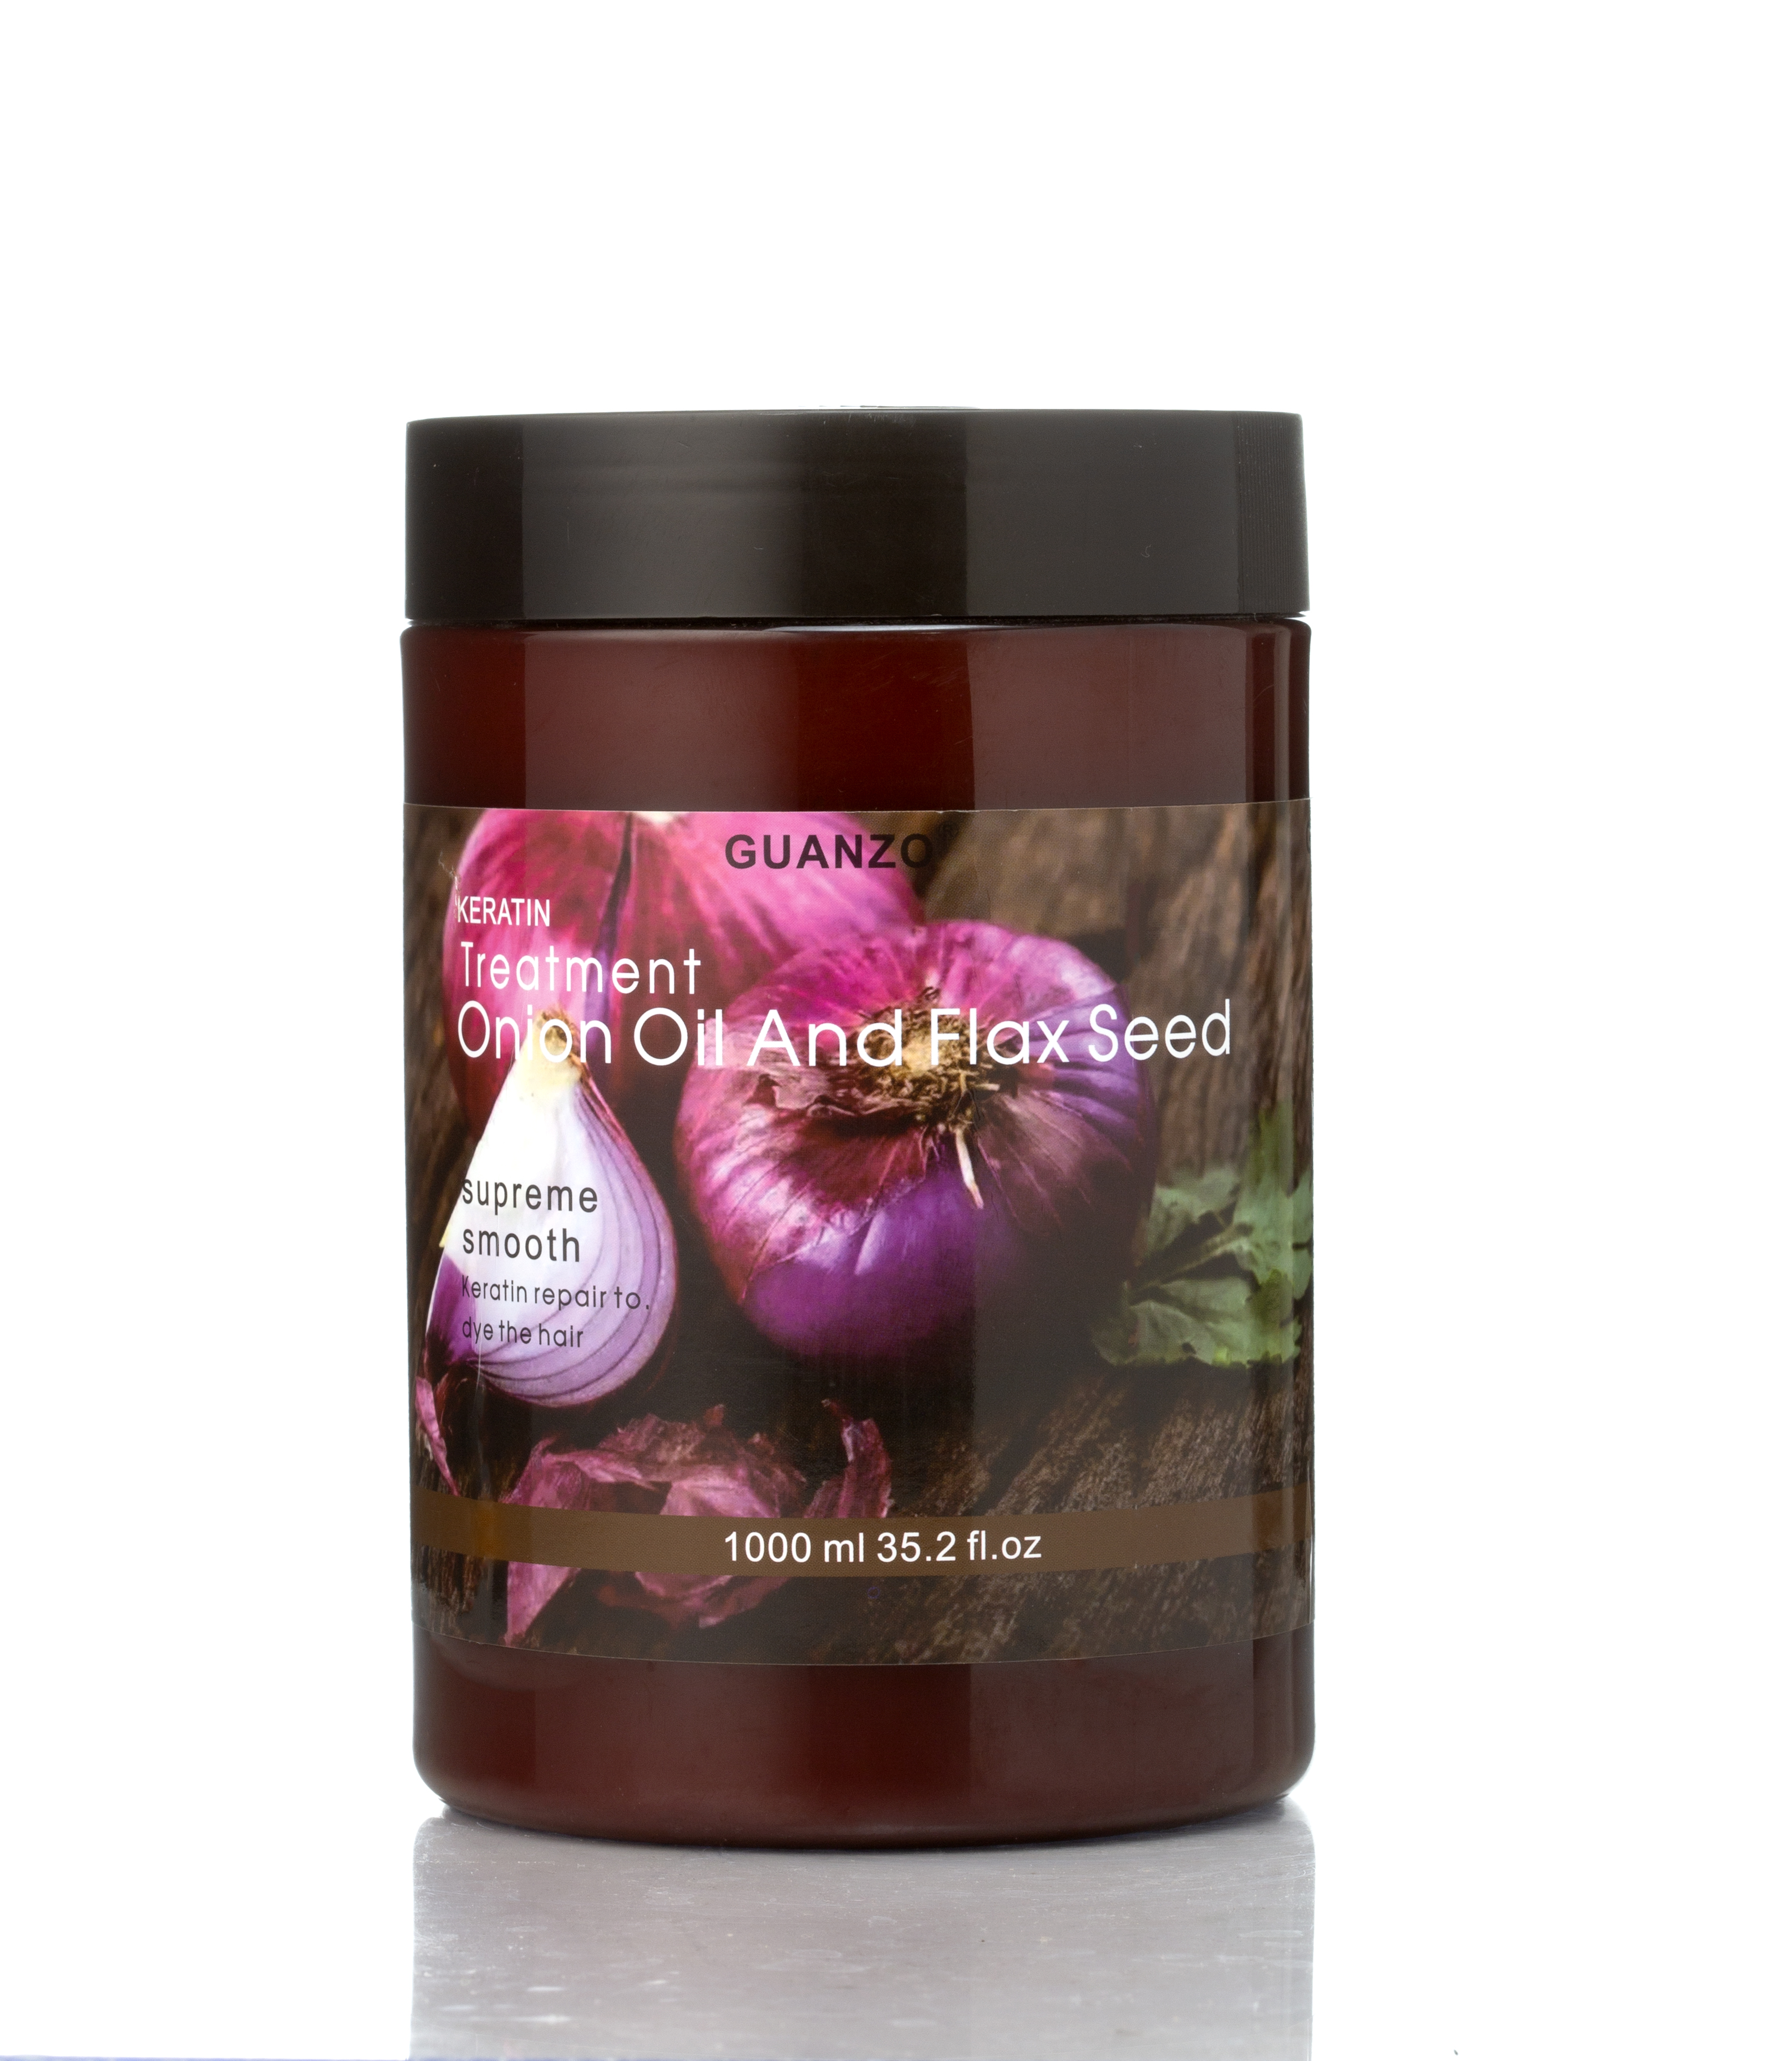 GUANZO®
KERATIN
Treatment
Onion Oil And Flax Seed
supreme
smooth
Keratin repair to.
dye the hair
1000 ml 35.2 fl.oz